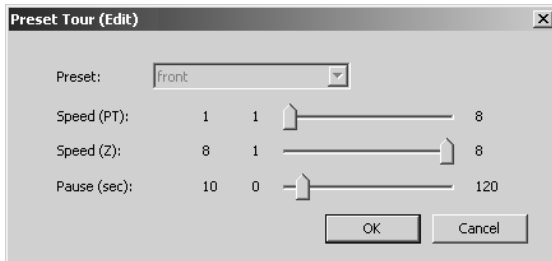 Preset Tour (Edit)
Preset: front
Speed (PT): 1 1 8
Speed (Z): 8 1 8
Pause (sec): 10 0 120
OK Cancel